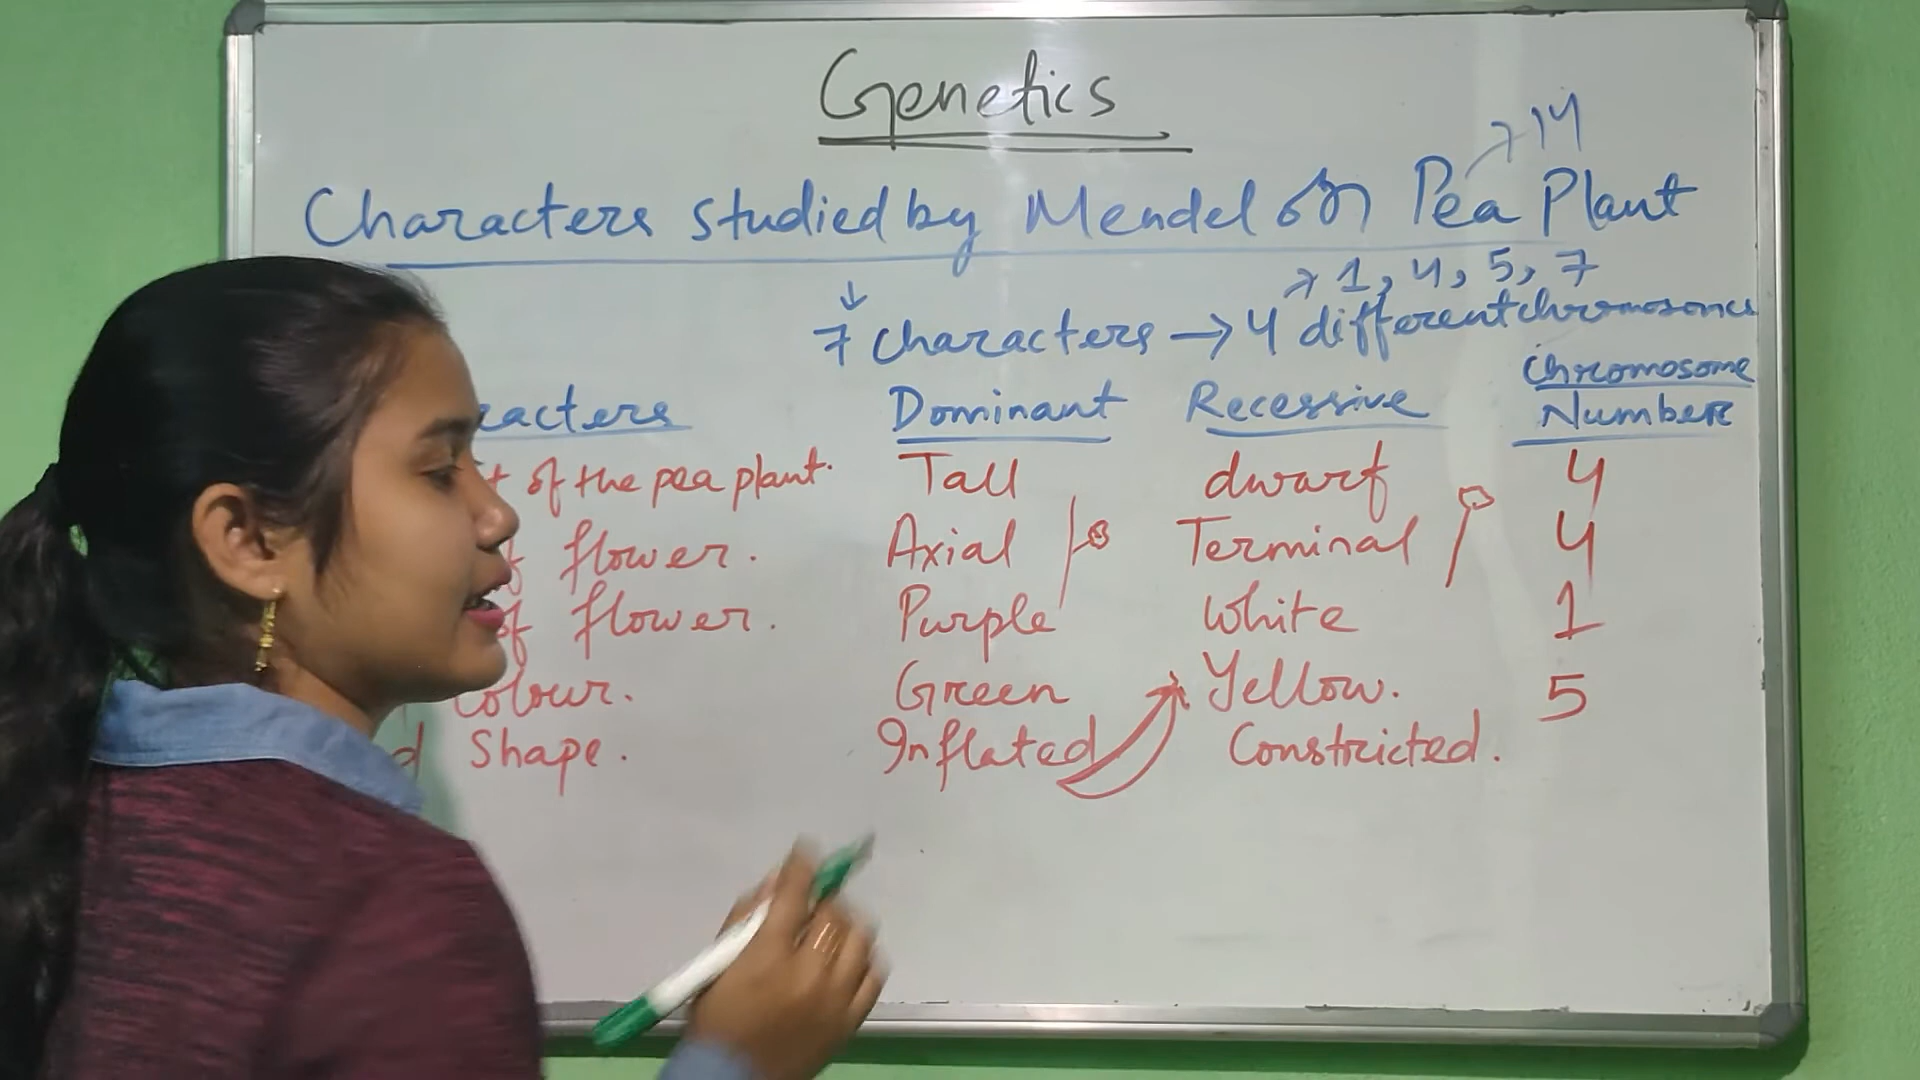 Genetics
→ 14
Characters studied by Mendel on Pea Plant
→ 1, 4, 5, 7
↓
7 characters → 4 different chromosomes
racters Dominant Recessive Chromosome Number
t of the pea plant. Tall dwarf 4
f flower. Axial Terminal 4
of flower. Purple White 1
colour. Green Yellow. 5
d Shape. Inflated Constricted.